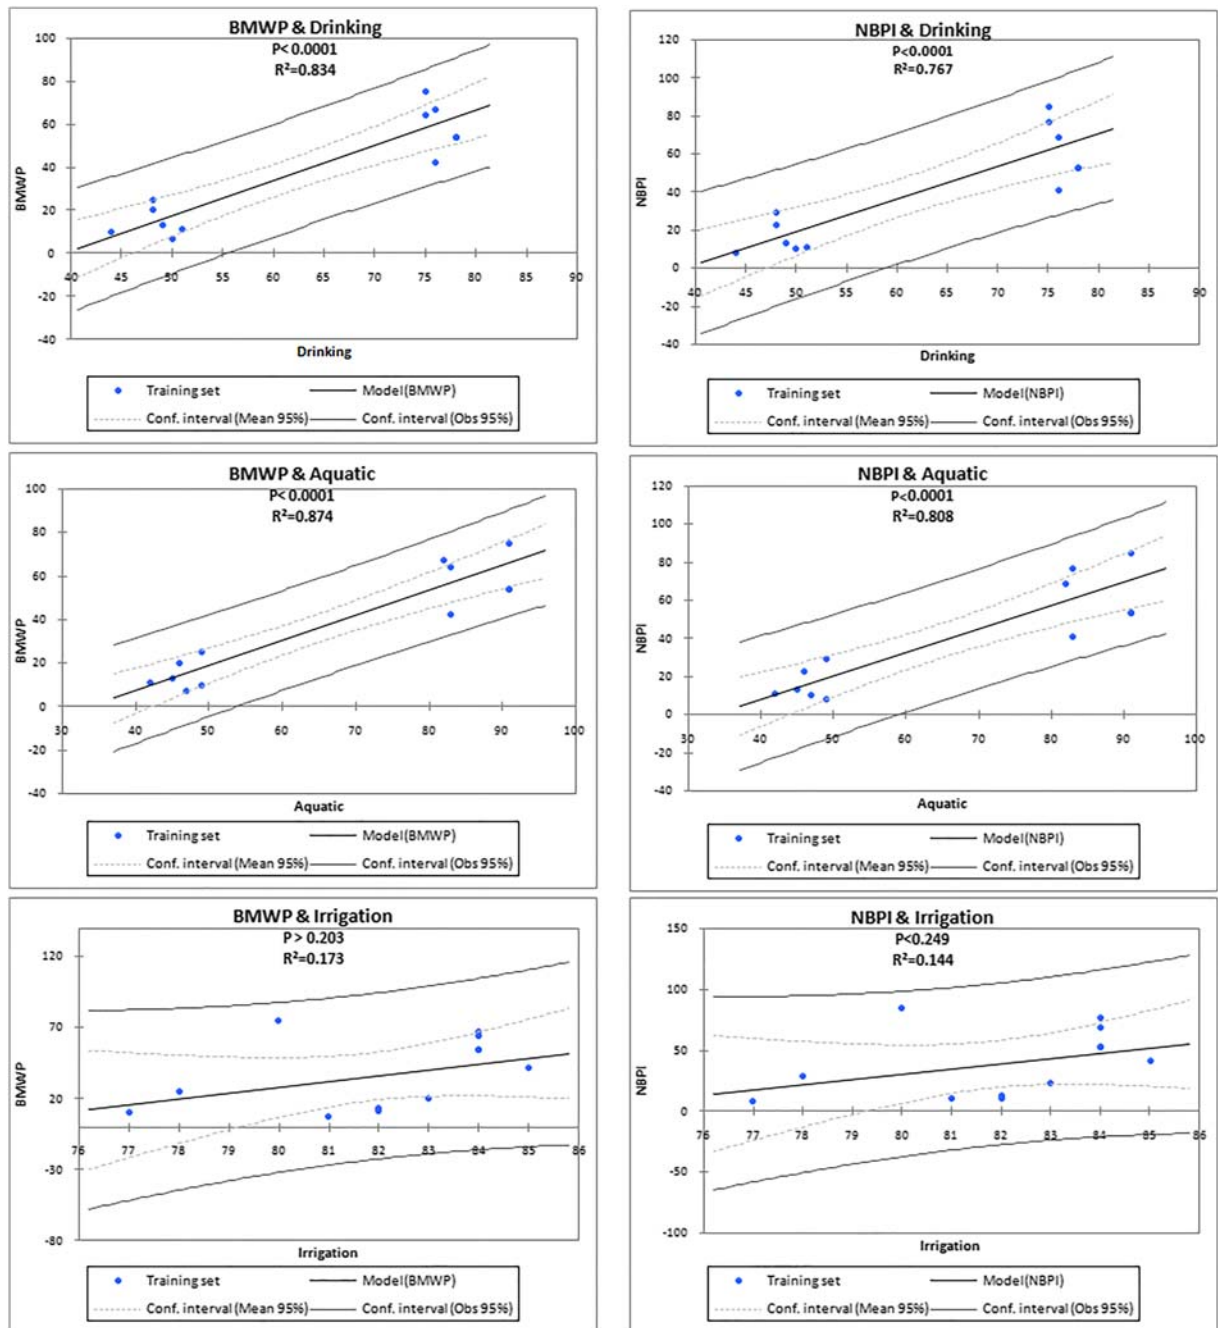 BMWP & Drinking
P< 0.0001
R²=0.834
100
80
60
40
20
0
-20
-40
40 45 50 55 60 65 70 75 80 85 90
BMWP
Drinking
Training set Model(BMWP)
Conf. interval (Mean 95%) Conf. interval (Obs 95%)
NBPI & Drinking
P<0.0001
R²=0.767
120
100
80
60
40
20
0
-20
-40
40 45 50 55 60 65 70 75 80 85 90
NBPI
Drinking
Training set Model(NBPI)
Conf. interval (Mean 95%) Conf. interval (Obs 95%)
BMWP & Aquatic
P< 0.0001
R²=0.874
100
80
60
40
20
0
-20
-40
30 40 50 60 70 80 90 100
BMWP
Aquatic
Training set Model(BMWP)
Conf. interval (Mean 95%) Conf. interval (Obs 95%)
NBPI & Aquatic
P<0.0001
R²=0.808
120
100
80
60
40
20
0
-20
-40
30 40 50 60 70 80 90 100
NBPI
Aquatic
Training set Model(NBPI)
Conf. interval (Mean 95%) Conf. interval (Obs 95%)
BMWP & Irrigation
P > 0.203
R²=0.173
120
70
20
-30
-80
76 77 78 79 80 81 82 83 84 85 86
BMWP
Irrigation
Training set Model(BMWP)
Conf. interval (Mean 95%) Conf. interval (Obs 95%)
NBPI & Irrigation
P<0.249
R²=0.144
150
100
50
0
-50
-100
76 77 78 79 80 81 82 83 84 85 86
NBPI
Irrigation
Training set Model(NBPI)
Conf. interval (Mean 95%) Conf. interval (Obs 95%)